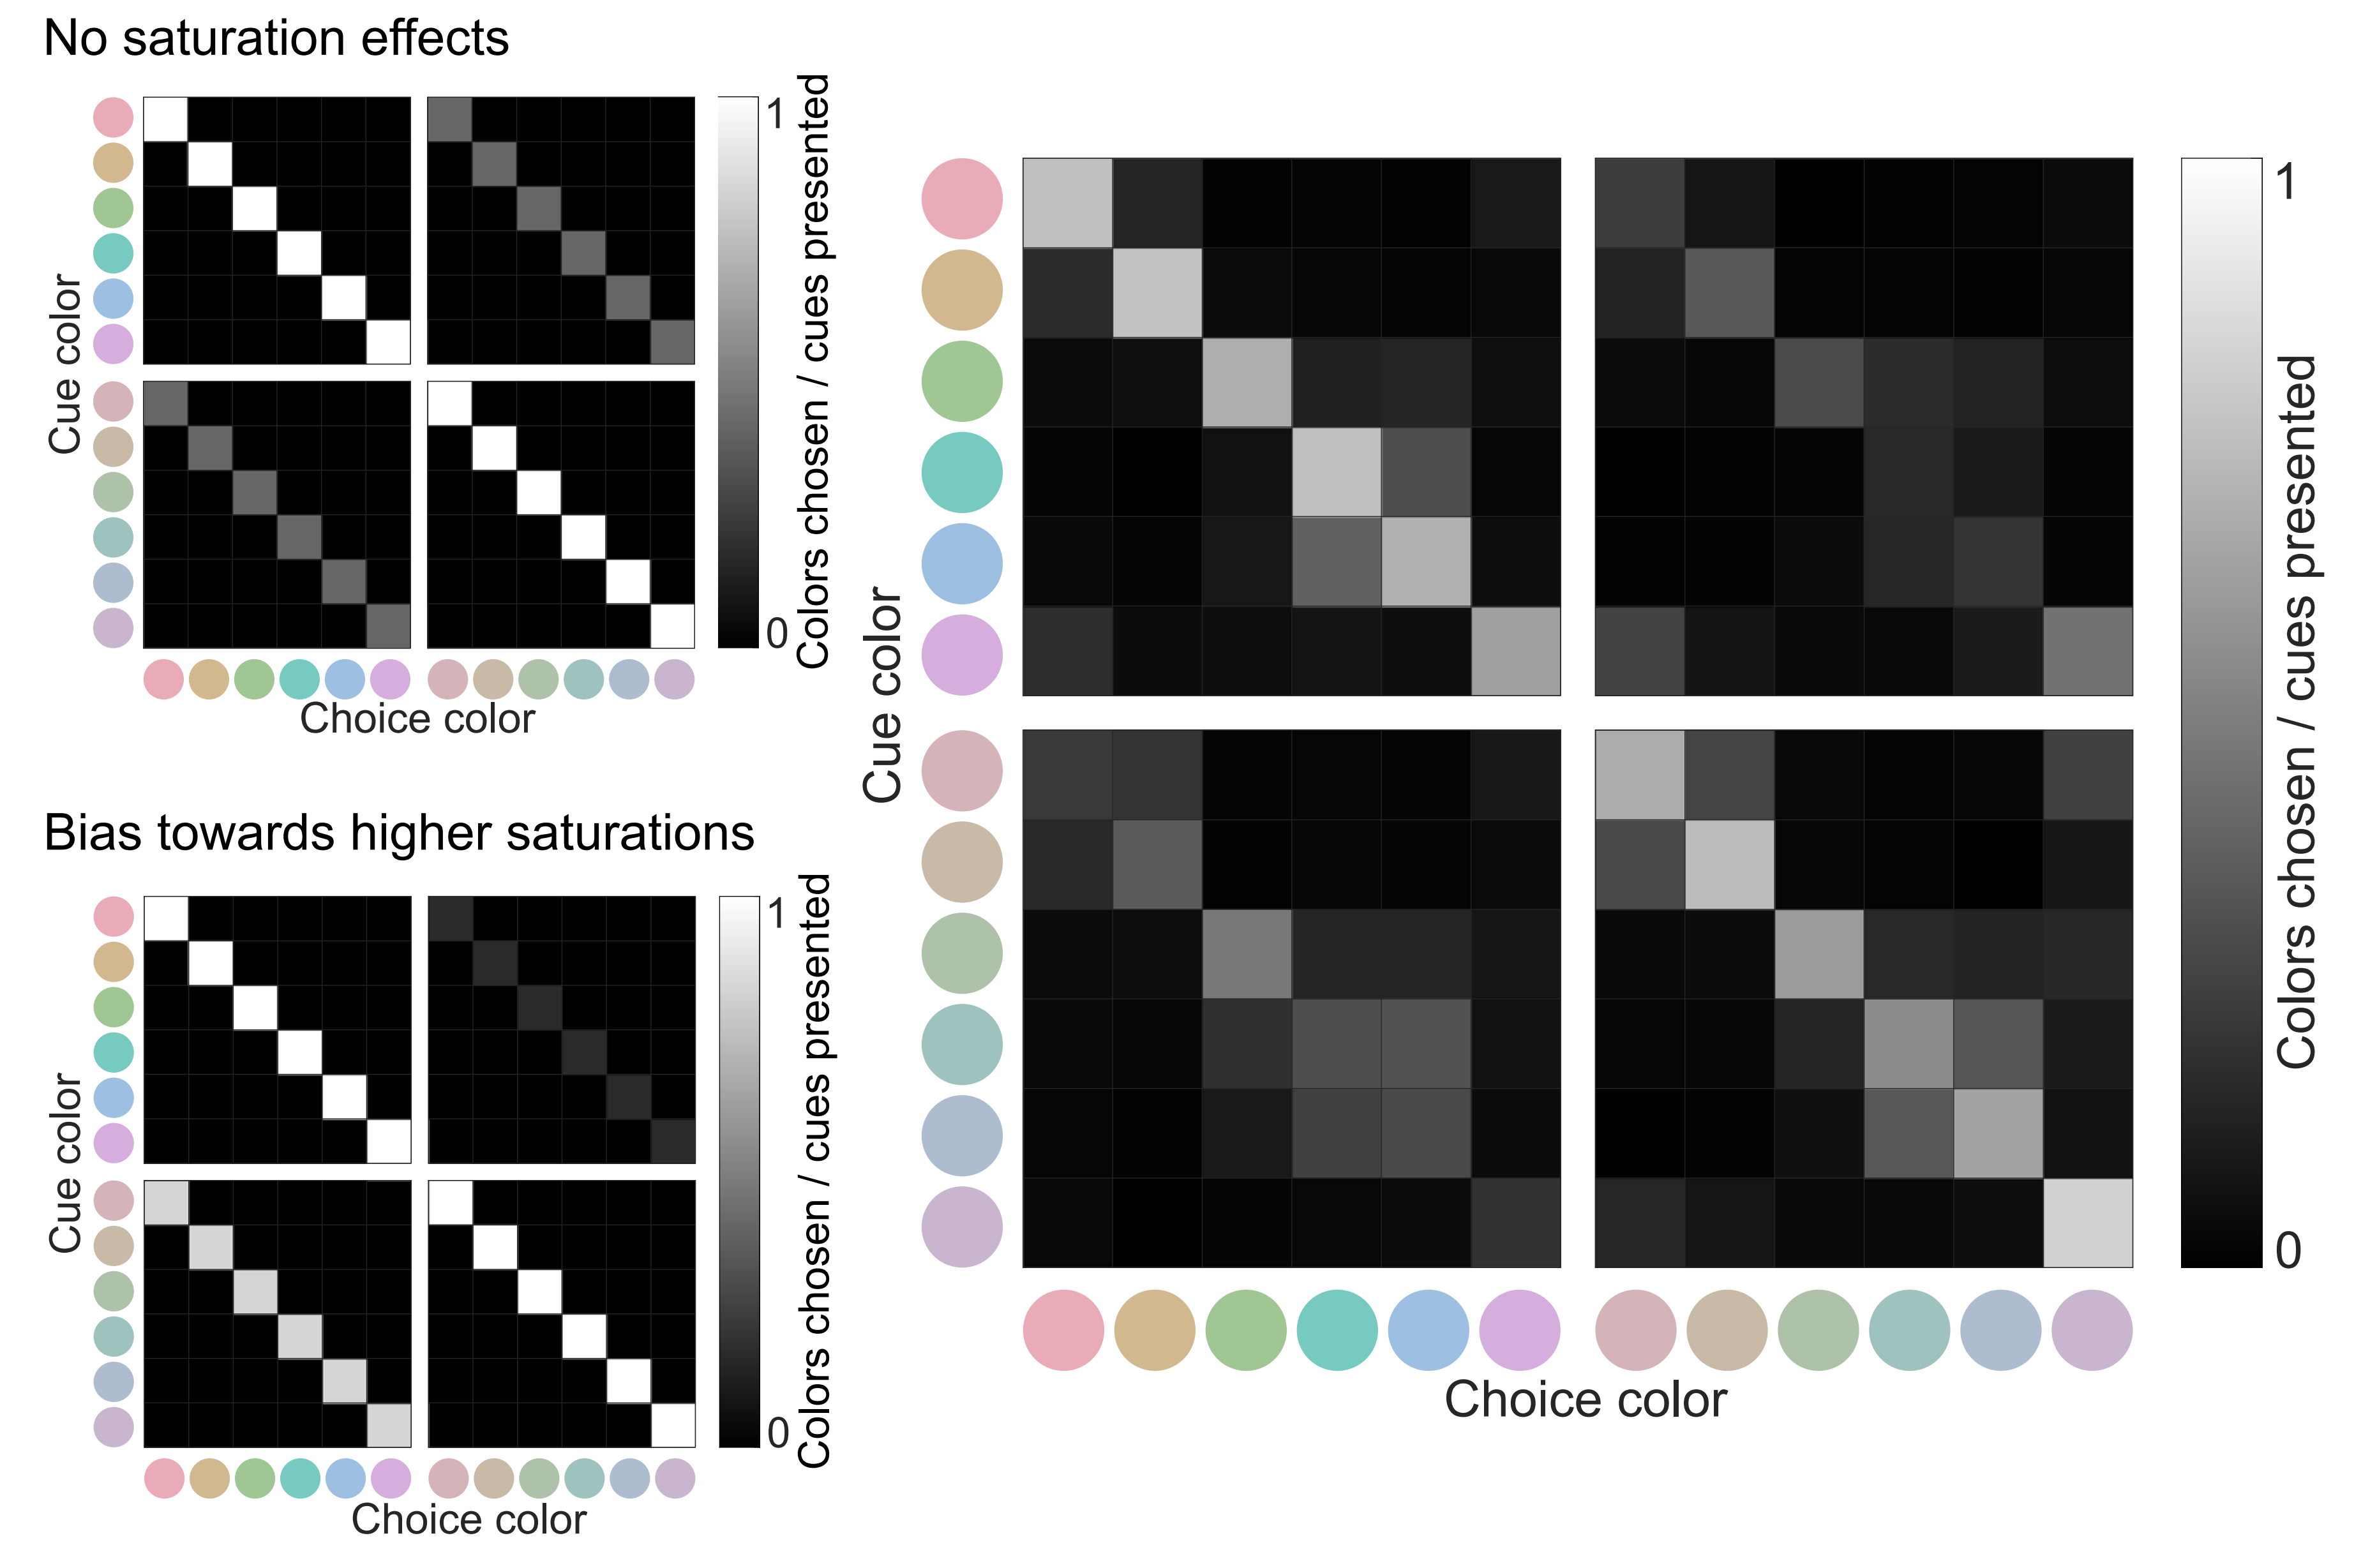 No saturation effects
Cue color
Choice color
1
0
Colors chosen / cues presented
Bias towards higher saturations
Cue color
Choice color
1
0
Colors chosen / cues presented
Cue color
Choice color
1
0
Colors chosen / cues presented